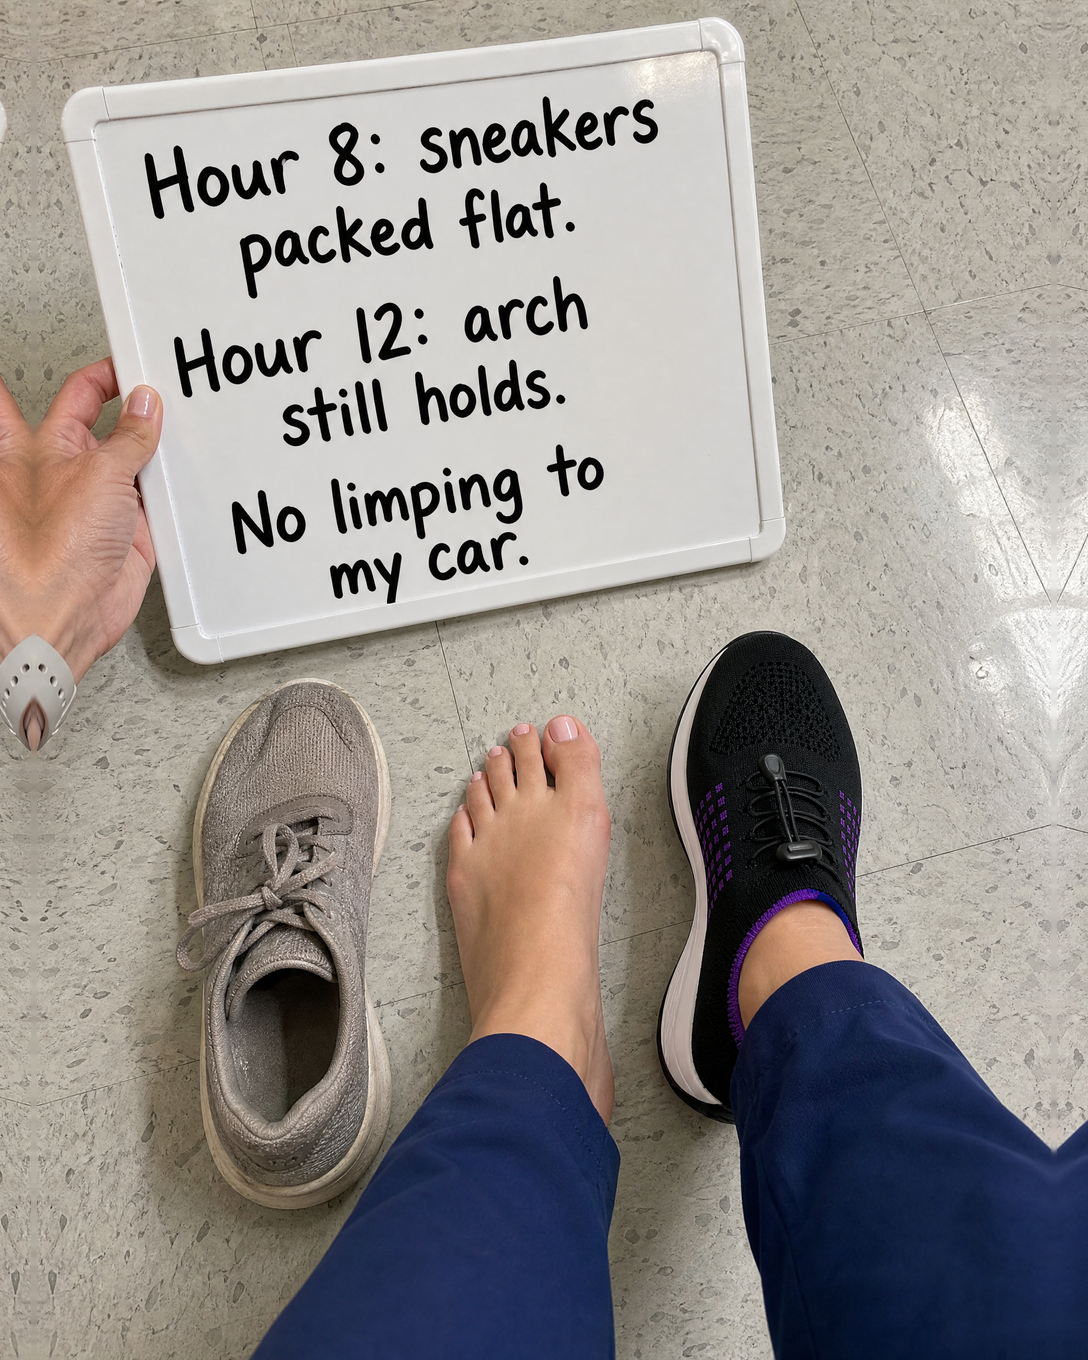 Hour 8: sneakers
packed flat.
Hour 12: arch
still holds.
No limping to
my car.